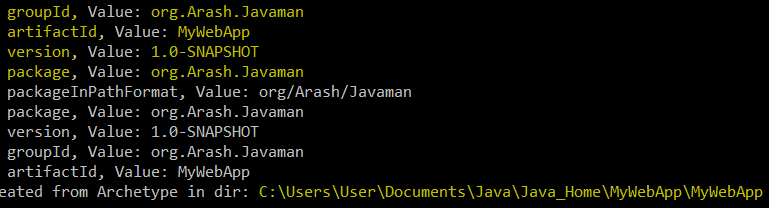 groupId, Value: org.Arash.Javaman
artifactId, Value: MyWebApp
version, Value: 1.0-SNAPSHOT
package, Value: org.Arash.Javaman
packageInPathFormat, Value: org/Arash/Javaman
package, Value: org.Arash.Javaman
version, Value: 1.0-SNAPSHOT
groupId, Value: org.Arash.Javaman
artifactId, Value: MyWebApp
eated from Archetype in dir: C:\Users\User\Documents\Java\Java_Home\MyWebApp\MyWebApp